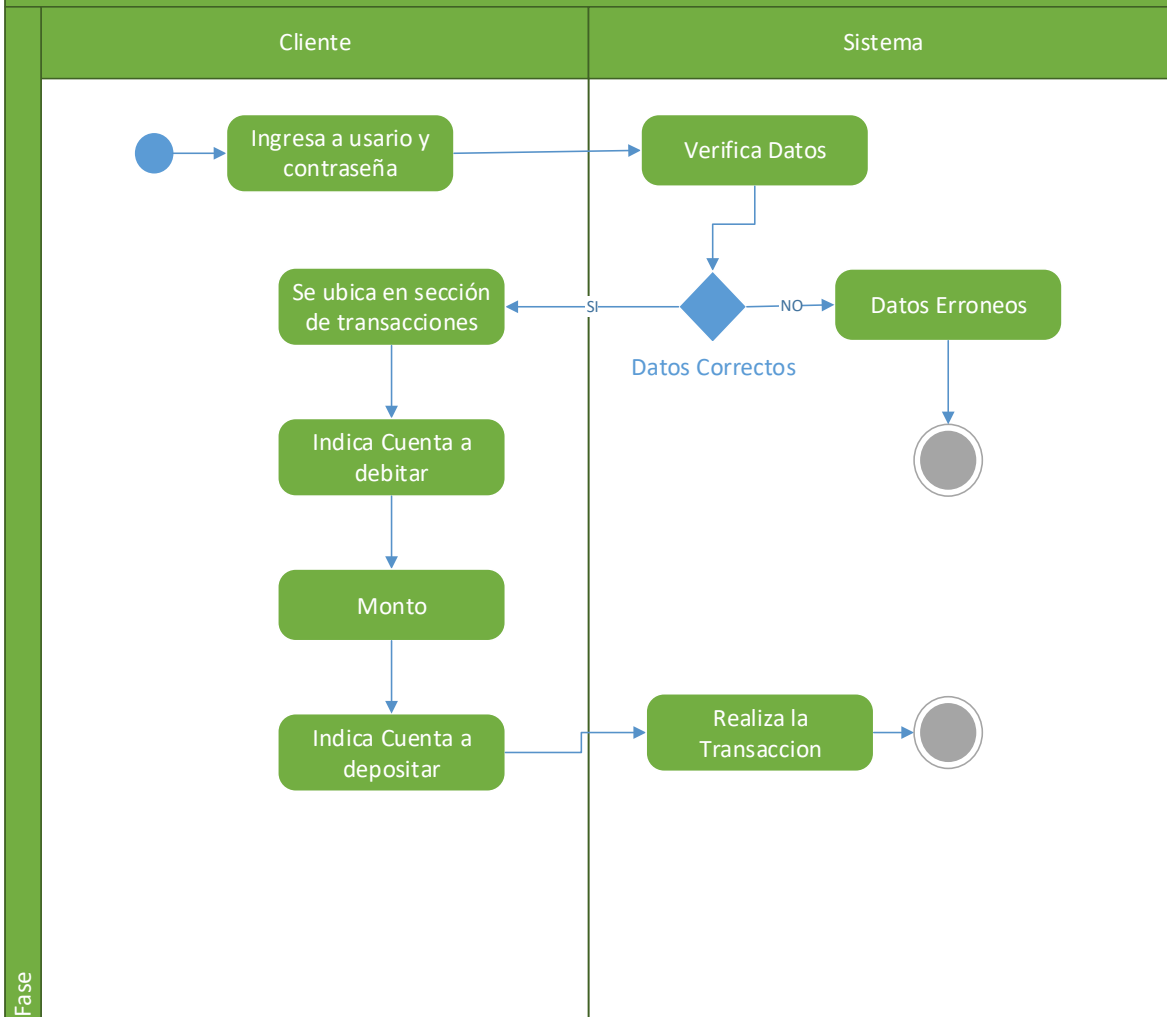 Cliente
Sistema
Ingresa a usario y
contraseña
Verifica Datos
Se ubica en sección
de transacciones
SI
NO
Datos Erroneos
Datos Correctos
Indica Cuenta a
debitar
Monto
Indica Cuenta a
depositar
Realiza la
Transaccion
Fase